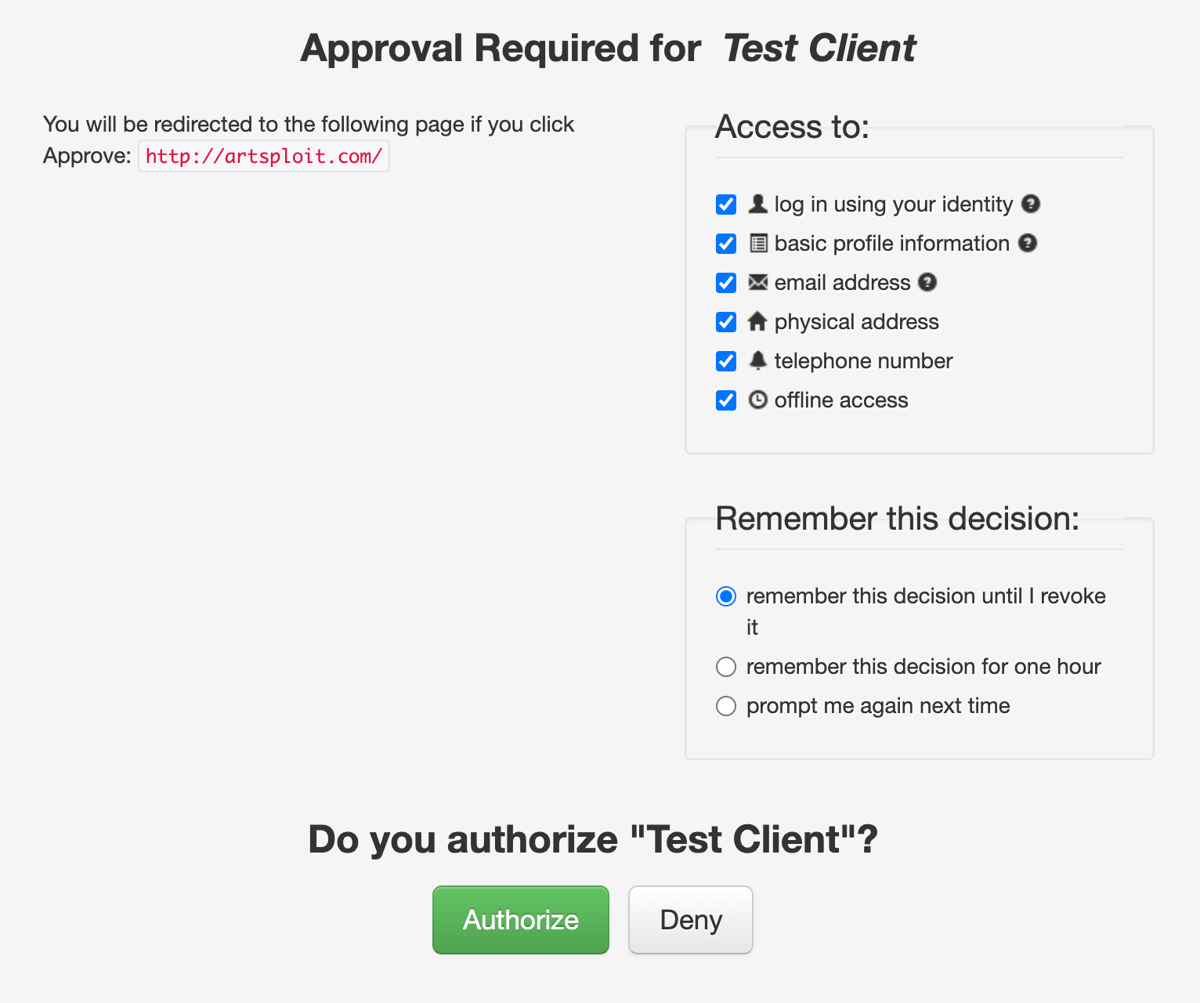 Approval Required for Test Client
You will be redirected to the following page if you click
Approve: http://artsploit.com/
Access to:
log in using your identity ?
basic profile information ?
email address ?
physical address
telephone number
offline access
Remember this decision:
remember this decision until I revoke
it
remember this decision for one hour
prompt me again next time
Do you authorize "Test Client"?
Authorize
Deny